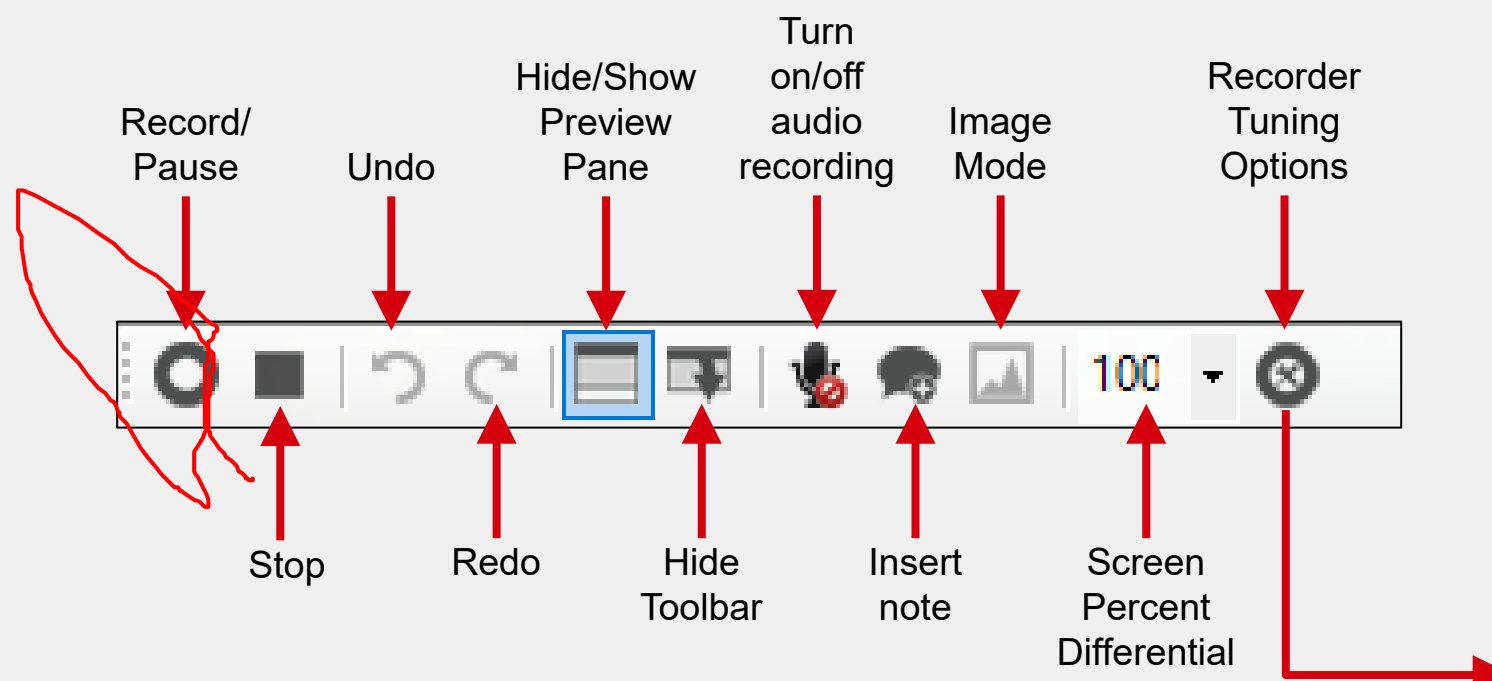 Record/
Pause
Undo
Hide/Show
Preview
Pane
Turn
on/off
audio
recording
Image
Mode
Recorder
Tuning
Options
100
Stop
Redo
Hide
Toolbar
Insert
note
Screen
Percent
Differential